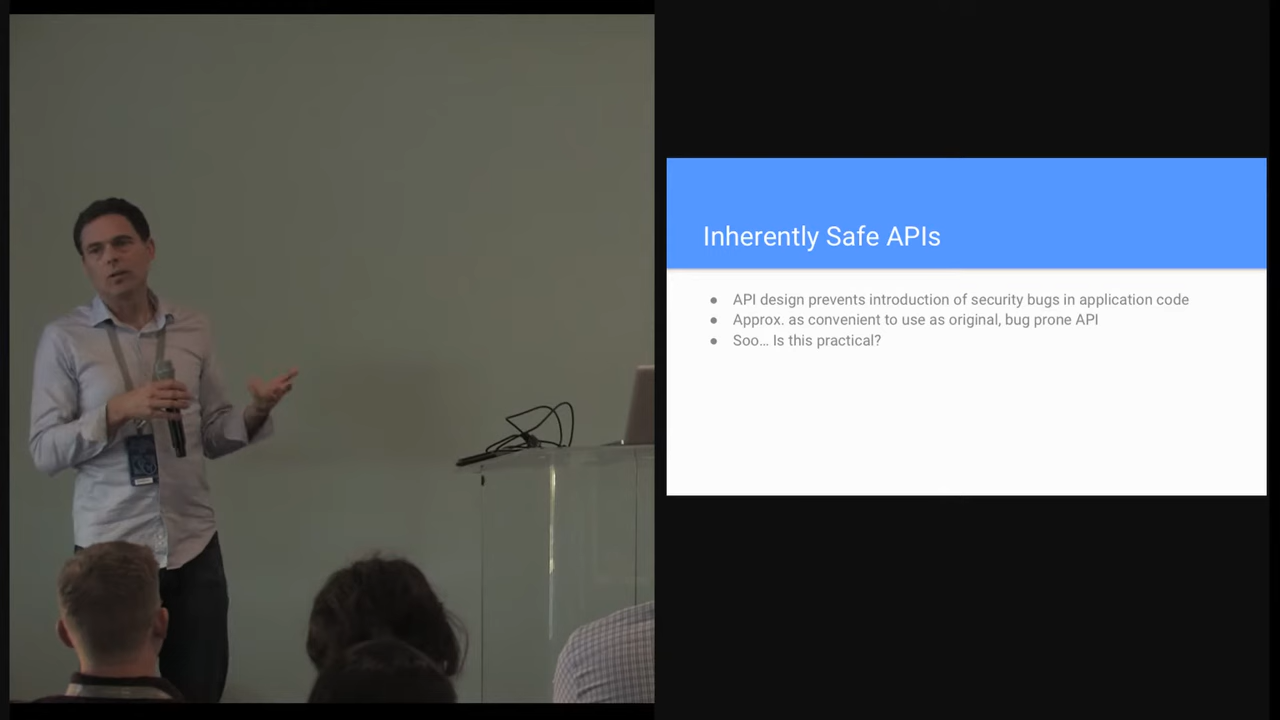 Inherently Safe APIs
● API design prevents introduction of security bugs in application code
● Approx. as convenient to use as original, bug prone API
● Soo... Is this practical?